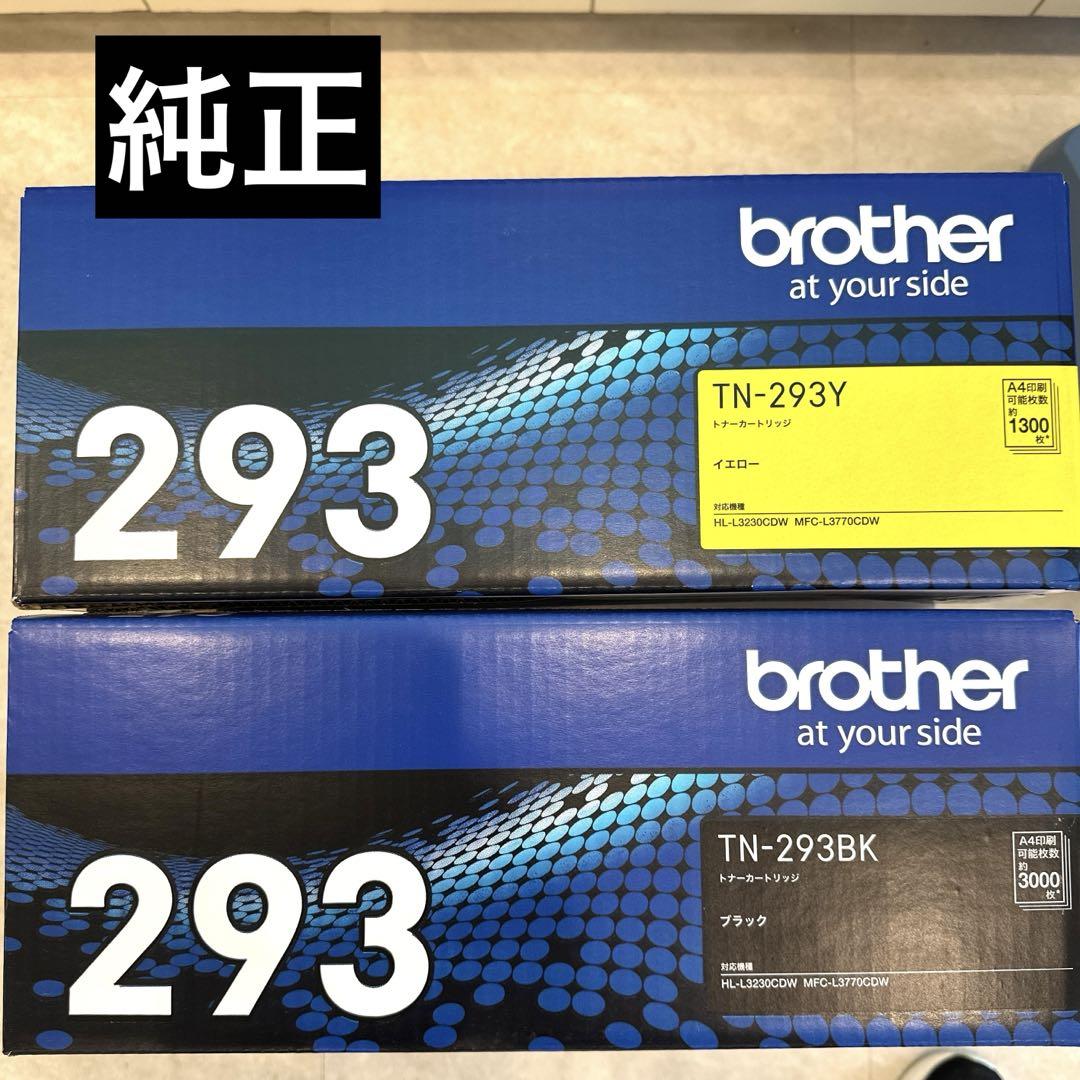 純正
brother
at your side
293
TN-293Y
トナーカートリッジ
イエロー
対応機種
HL-L3230CDW MFC-L3770CDW
A4印刷
可能枚数
約
1300
枚*
brother
at your side
293
TN-293BK
トナーカートリッジ
ブラック
対応機種
HL-L3230CDW MFC-L3770CDW
A4印刷
可能枚数
約
3000
枚*